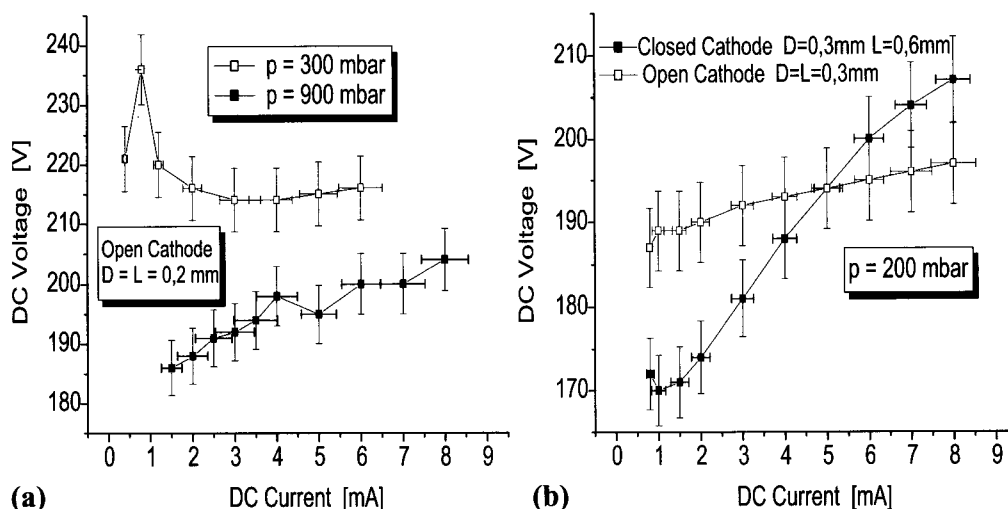 DC Voltage [V]
240
230
220
210
200
190
180
p = 300 mbar
p = 900 mbar
Open Cathode
D = L = 0,2 mm
0 1 2 3 4 5 6 7 8 9
(a)
DC Current [mA]
(b)
DC Voltage [V]
210
200
190
180
170
Closed Cathode D=0,3mm L=0,6mm
Open Cathode D=L=0,3mm
p = 200 mbar
0 1 2 3 4 5 6 7 8 9
DC Current [mA]